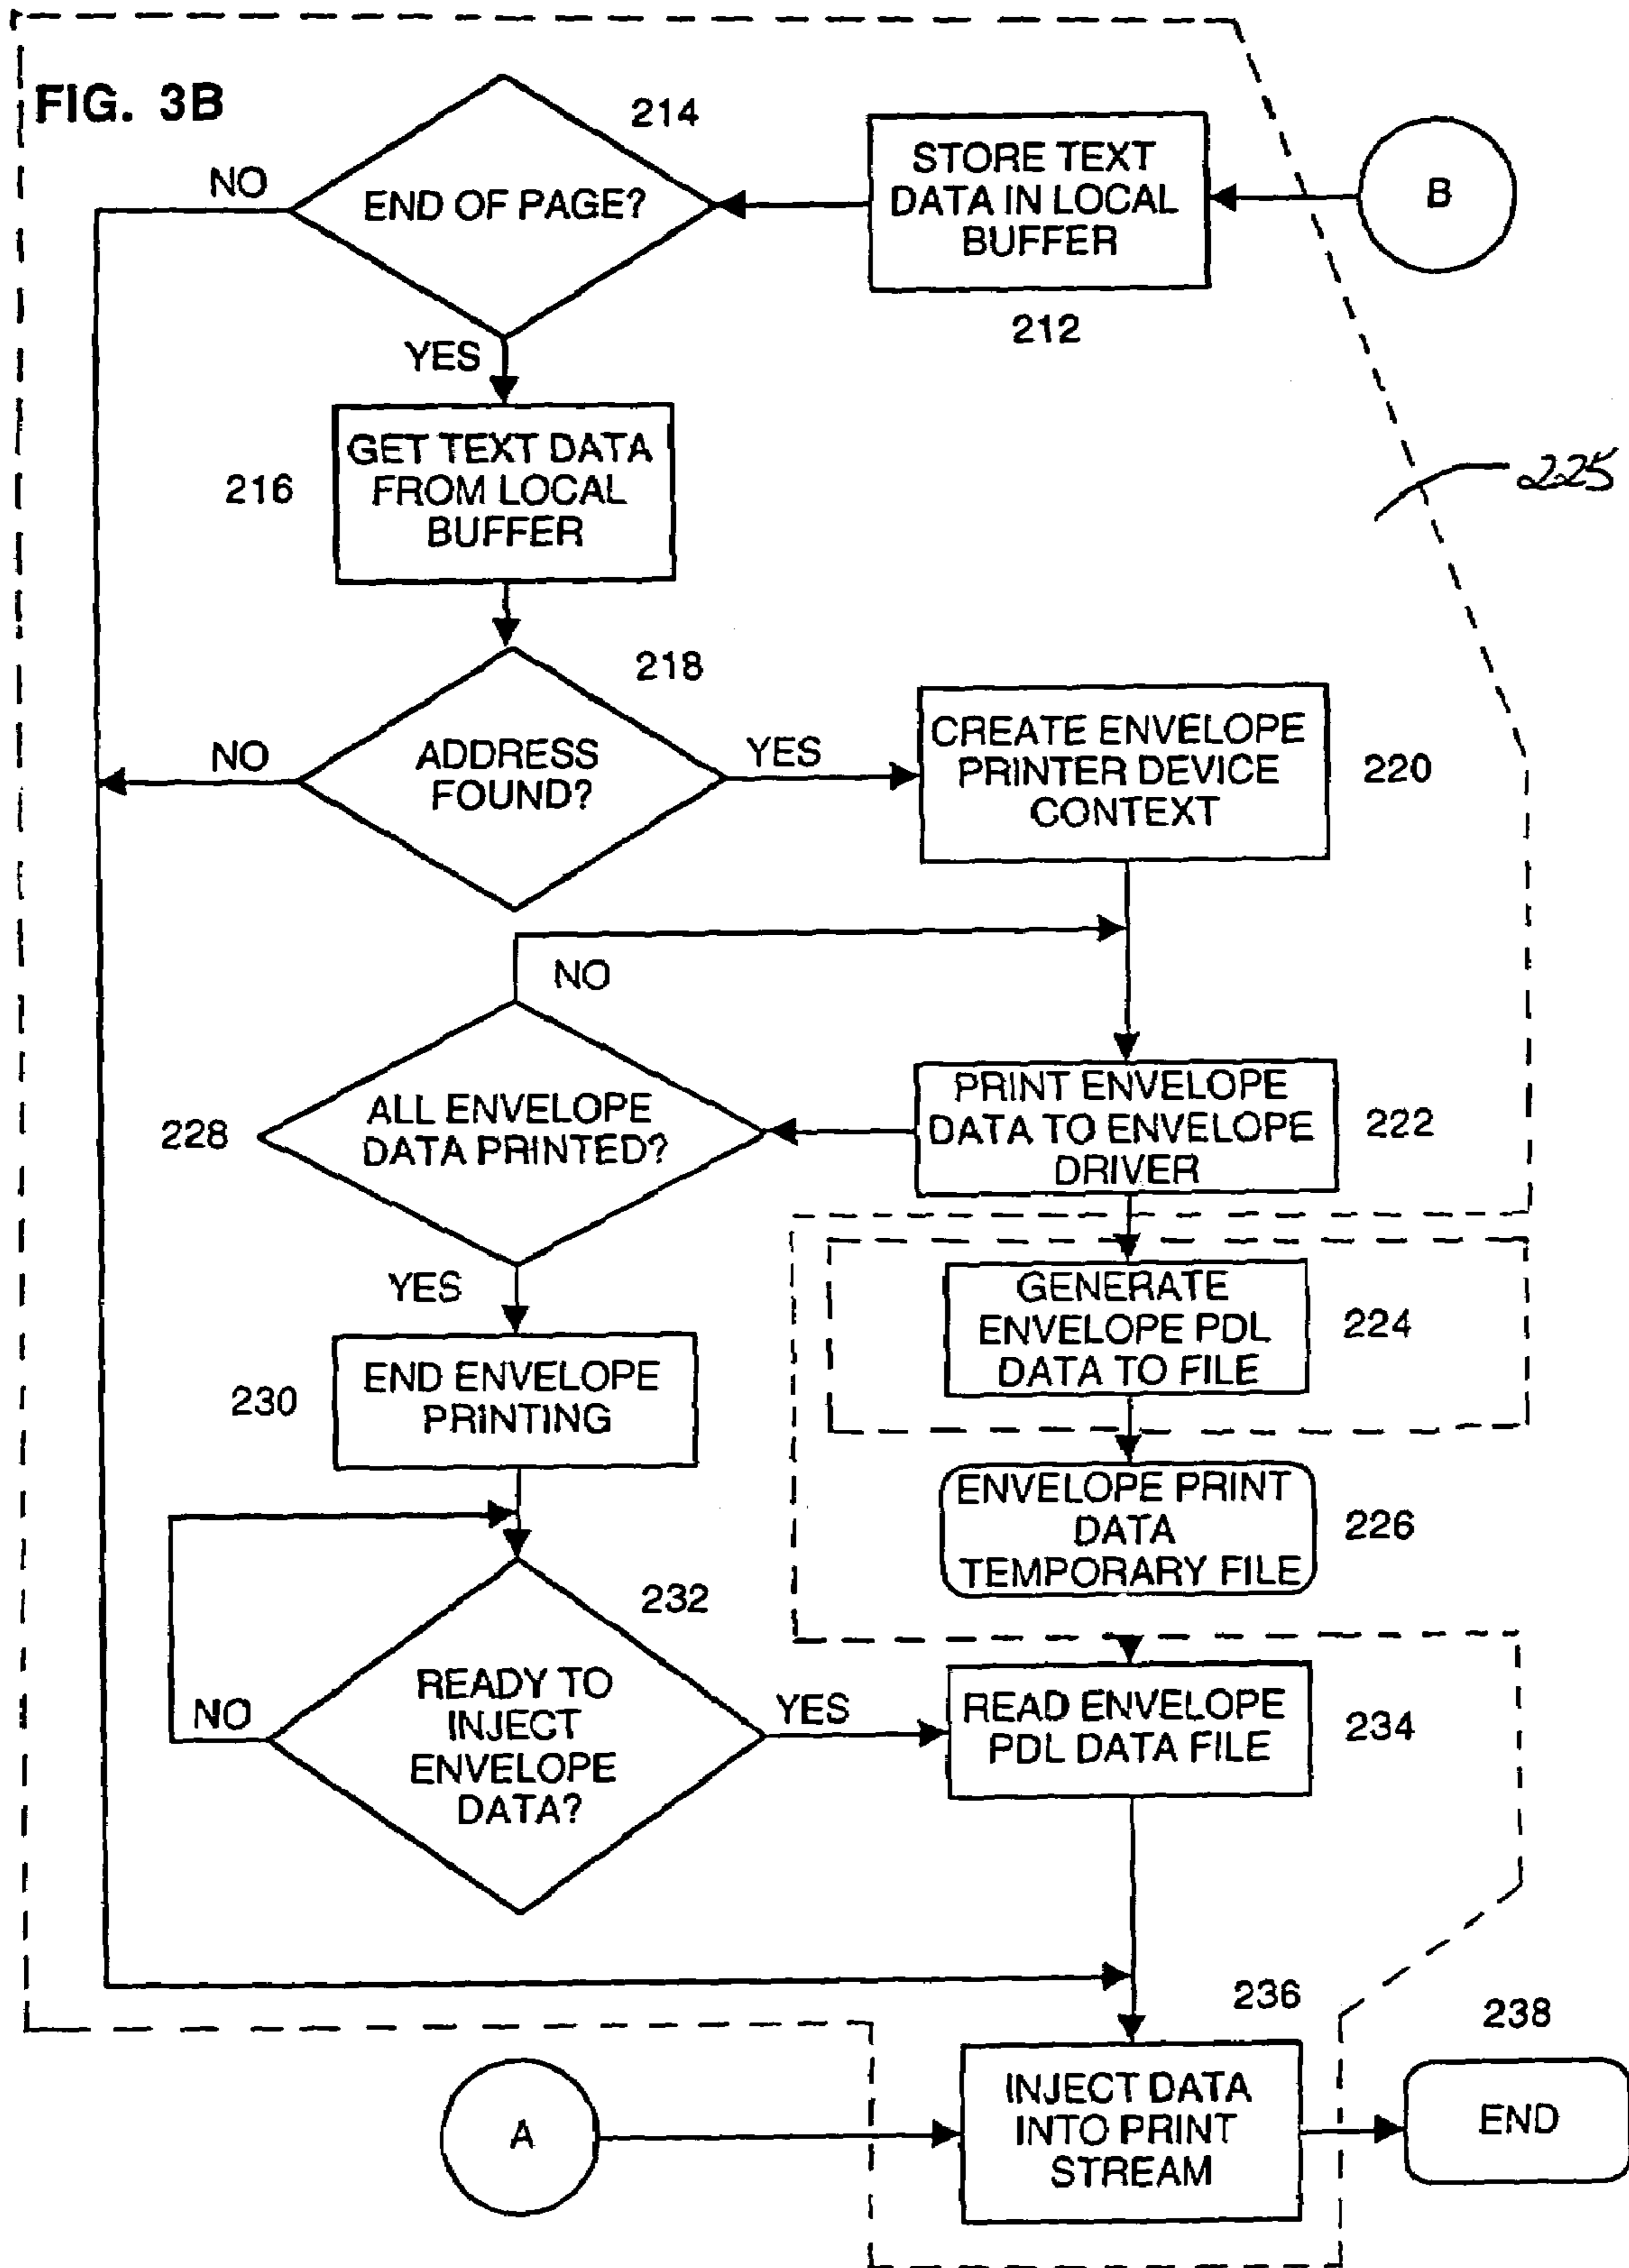 FIG. 3B
214
END OF PAGE?
NO
YES
STORE TEXT
DATA IN LOCAL
BUFFER
212
B
225
216
GET TEXT DATA
FROM LOCAL
BUFFER
218
ADDRESS
FOUND?
NO
YES
CREATE ENVELOPE
PRINTER DEVICE
CONTEXT
220
NO
228
ALL ENVELOPE
DATA PRINTED?
YES
PRINT ENVELOPE
DATA TO ENVELOPE
DRIVER
222
GENERATE
ENVELOPE PDL
DATA TO FILE
224
230
END ENVELOPE
PRINTING
ENVELOPE PRINT
DATA
TEMPORARY FILE
226
232
READY TO
INJECT
ENVELOPE
DATA?
NO
YES
READ ENVELOPE
PDL DATA FILE
234
236
238
A
INJECT DATA
INTO PRINT
STREAM
END